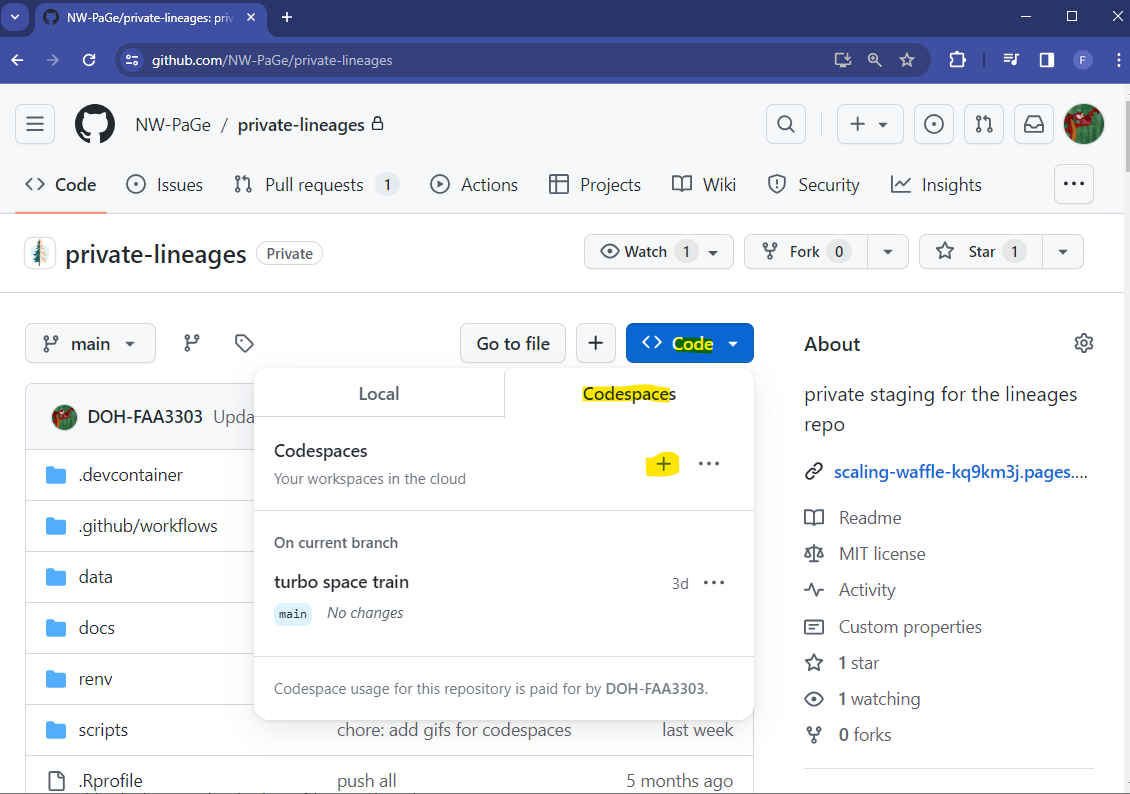 NW-PaGe/private-lineages: priv
github.com/NW-PaGe/private-lineages
F
NW-PaGe / private-lineages
Code Issues Pull requests 1 Actions Projects Wiki Security Insights
private-lineages Private
Watch 1 Fork 0 Star 1
main Go to file Code
Local Codespaces
DOH-FAA3303 Upda
Codespaces
Your workspaces in the cloud
On current branch
turbo space train 3d
main No changes
Codespace usage for this repository is paid for by DOH-FAA3303.
.devcontainer
.github/workflows
data
docs
renv
scripts chore: add gifs for codespaces last week
.Rprofile push all 5 months ago
About
private staging for the lineages
repo
scaling-waffle-kq9km3j.pages....
Readme
MIT license
Activity
Custom properties
1 star
1 watching
0 forks